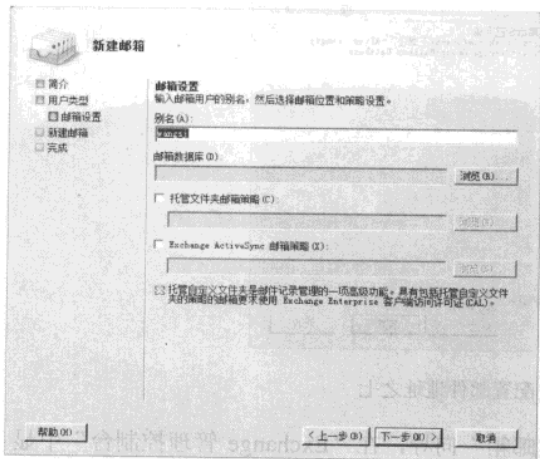 新建邮箱
简介
用户类型
邮箱设置
新建邮箱
完成
邮箱设置
输入邮箱用户的别名，然后选择邮箱位置和策略设置。
别名(A):
邮箱数据库(D):
浏览(R)...
托管文件夹邮箱策略(C):
Exchange ActiveSync 邮箱策略(X):
托管自定义文件夹是邮件记录管理的一项高级功能。具有包括托管自定义文件
夹的策略的邮箱要求使用 Exchange Enterprise 客户端访问许可证(CAL)。
帮助(H)
< 上一步(B)
下一步(N) >
取消